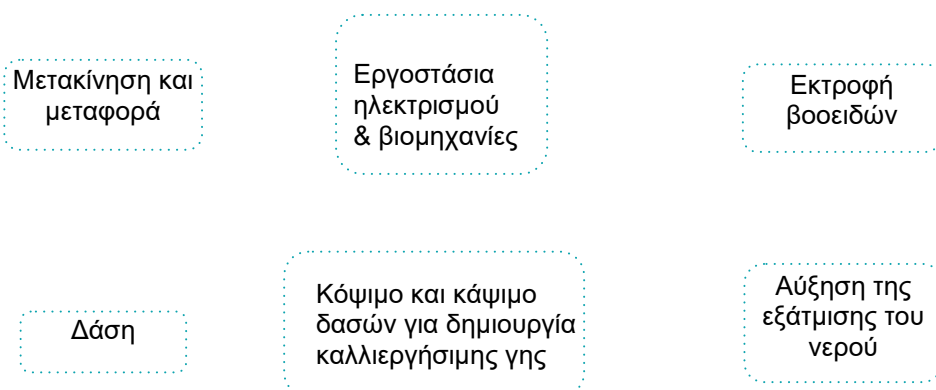 Μετακίνηση και
μεταφορά
Εργοστάσια
ηλεκτρισμού
& βιομηχανίες
Εκτροφή
βοοειδών
Δάση
Κόψιμο και κάψιμο
δασών για δημιουργία
καλλιεργήσιμης γης
Αύξηση της
εξάτμισης του
νερού